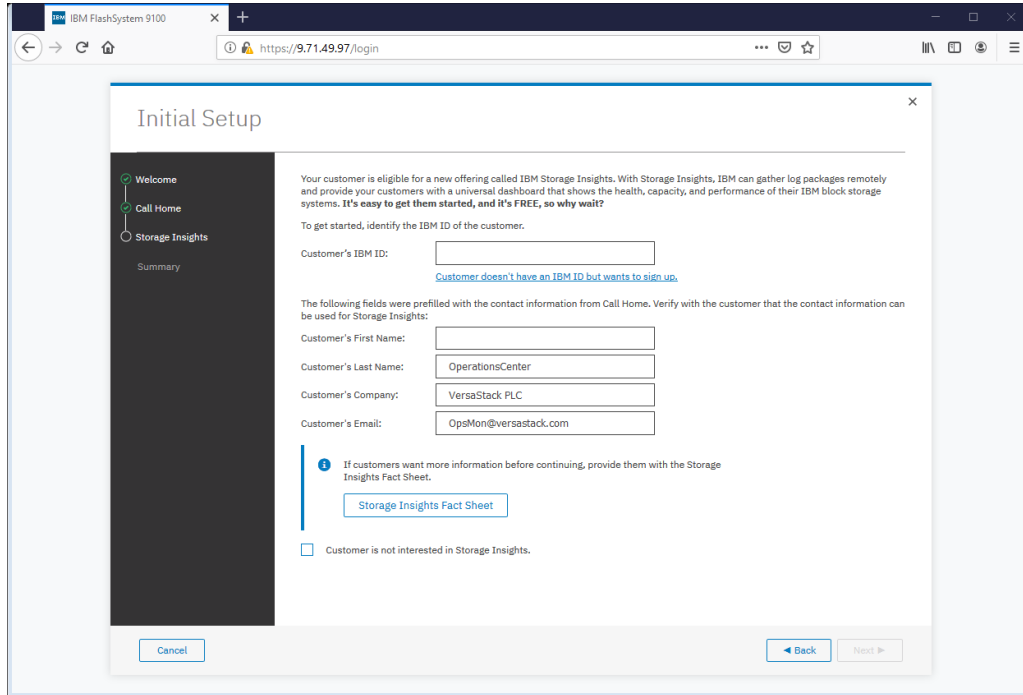 IBM IBM FlashSystem 9100
https://9.71.49.97/login
Initial Setup
Welcome
Call Home
Storage Insights
Summary
Your customer is eligible for a new offering called IBM Storage Insights. With Storage Insights, IBM can gather log packages remotely
and provide your customers with a universal dashboard that shows the health, capacity, and performance of their IBM block storage
systems. It's easy to get them started, and it's FREE, so why wait?
To get started, identify the IBM ID of the customer.
Customer's IBM ID:
Customer doesn't have an IBM ID but wants to sign up.
The following fields were prefilled with the contact information from Call Home. Verify with the customer that the contact information can
be used for Storage Insights:
Customer's First Name:
Customer's Last Name: OperationsCenter
Customer's Company: VersaStack PLC
Customer's Email: OpsMon@versastack.com
If customers want more information before continuing, provide them with the Storage
Insights Fact Sheet.
Storage Insights Fact Sheet
Customer is not interested in Storage Insights.
Cancel
Back
Next